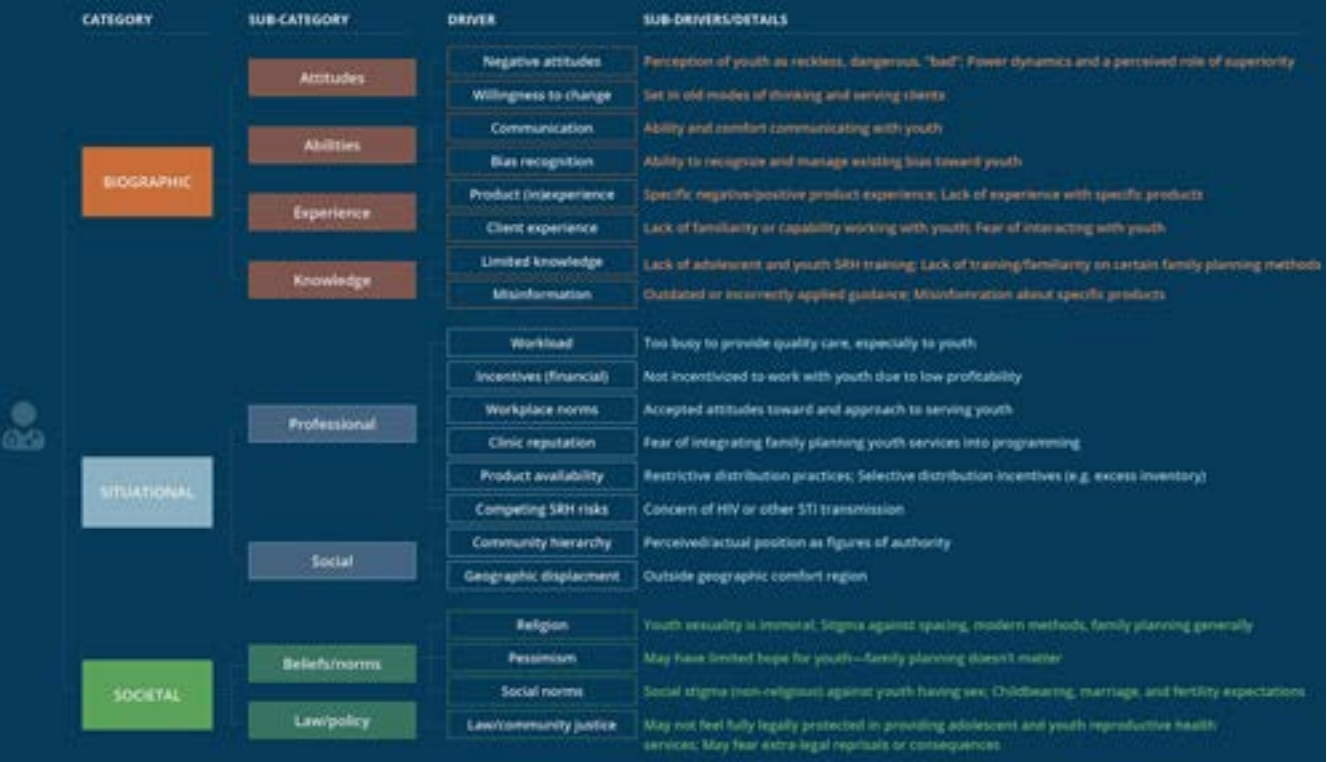 CATEGORY SUB-CATEGORY DRIVER SUB-DRIVERS/DETAILS
BIOGRAPHIC
Attitudes
Negative attitudes Perception of youth as reckless, dangerous, "bad"; Power dynamics and a perceived role of superiority
Willingness to change Set in old modes of thinking and serving clients
Abilities
Communication Ability and comfort communicating with youth
Bias recognition Ability to recognize and manage existing bias toward youth
Experience
Product (in)experience Specific negative/positive product experience; Lack of experience with specific products
Client experience Lack of familiarity or capability working with youth; Fear of interacting with youth
Knowledge
Limited knowledge Lack of adolescent and youth SRH training; Lack of training/familiarity on certain family planning methods
Misinformation Outdated or incorrectly applied guidance; Misinfomration about specific products
SITUATIONAL
Professional
Workload Too busy to provide quality care, especially to youth
Incentives (financial) Not incentivized to work with youth due to low profitability
Workplace norms Accepted attitudes toward and approach to serving youth
Clinic reputation Fear of integrating family planning youth services into programming
Product availability Restrictive distribution practices; Selective distribution incentives (e.g. excess inventory)
Competing SRH risks Concern of HIV or other STI transmission
Social
Community hierarchy Perceived/actual position as figures of authority
Geographic displacment Outside geographic comfort region
SOCIETAL
Beliefs/norms
Religion Youth sexuality is immoral; Stigma against spacing, modern methods, family planning generally
Pessimism May have limited hope for youth—family planning doesn't matter
Social norms Social stigma (non-religious) against youth having sex; Childbearing, marriage, and fertility expectations
Law/policy
Law/community justice May not feel fully legally protected in providing adolescent and youth reproductive health
services; May fear extra-legal reprisals or consequences